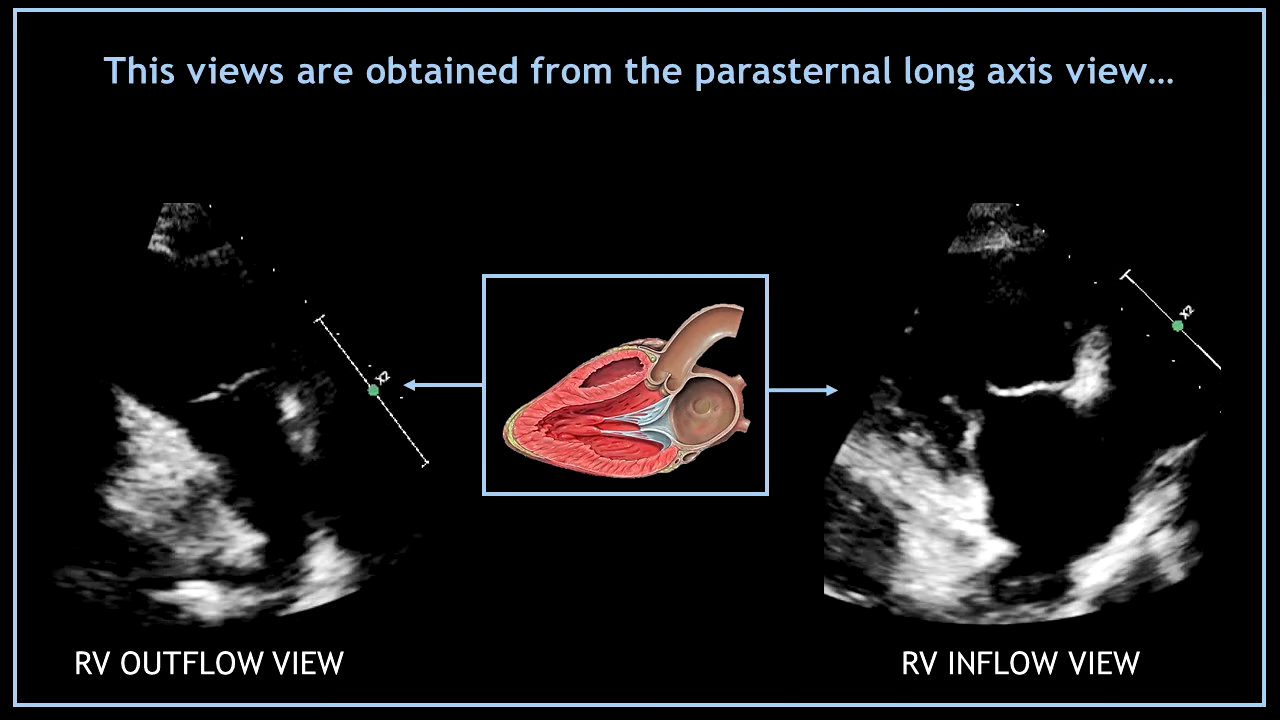 This views are obtained from the parasternal long axis view...
X2
X2
RV OUTFLOW VIEW
RV INFLOW VIEW